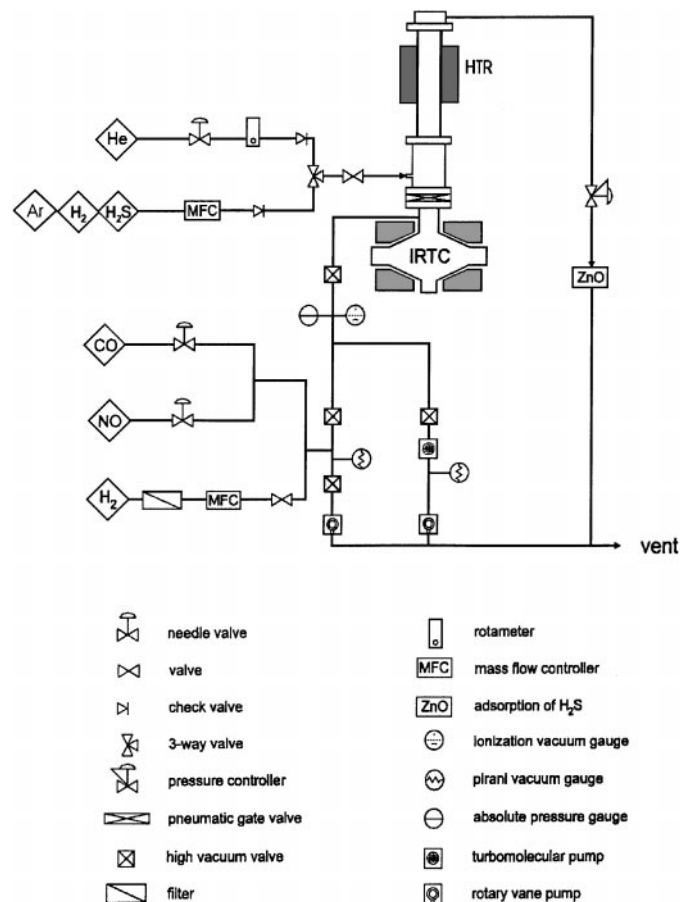 HTR
He
Ar H₂ H₂S MFC
IRTC
ZnO
CO
NO
H₂ MFC
vent
needle valve
valve
check valve
3-way valve
pressure controller
pneumatic gate valve
high vacuum valve
filter
rotameter
MFC mass flow controller
ZnO adsorption of H₂S
ionization vacuum gauge
pirani vacuum gauge
absolute pressure gauge
turbomolecular pump
rotary vane pump